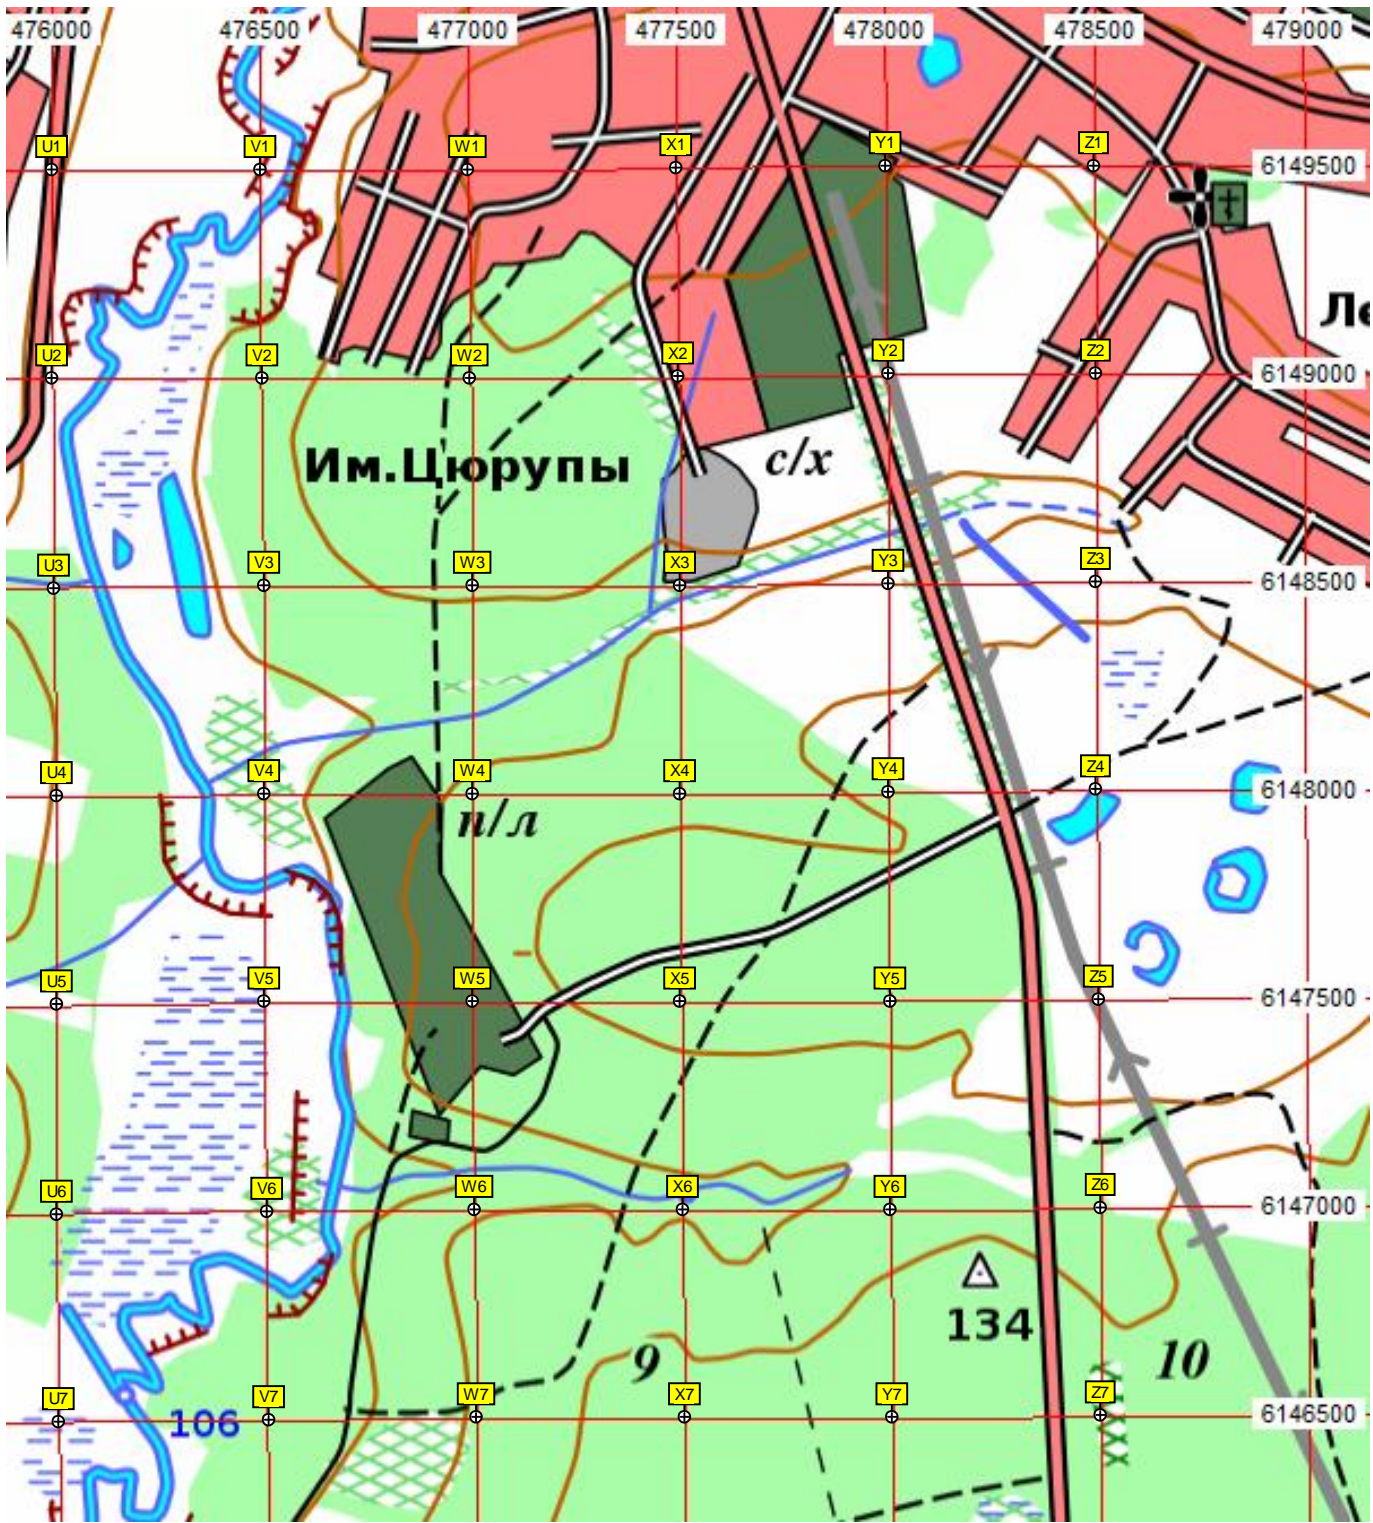 476000 476500 477000 477500 478000 478500 479000
U1 V1 W1 X1 Y1 Z1 6149500
Ле
U2 V2 W2 X2 Y2 Z2 6149000
Им.Цюрупы с/х
U3 V3 W3 X3 Y3 Z3 6148500
U4 V4 W4 X4 Y4 Z4 6148000
п/л
U5 V5 W5 X5 Y5 Z5 6147500
U6 V6 W6 X6 Y6 Z6 6147000
134
9 10
U7 V7 W7 X7 Y7 Z7 6146500
106